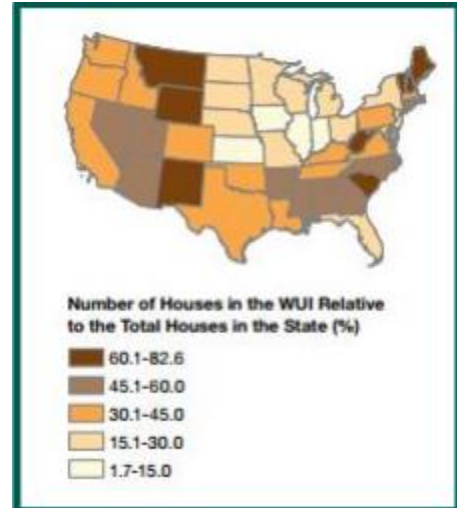 Number of Houses in the WUI Relative
to the Total Houses in the State (%)
60.1-82.6
45.1-60.0
30.1-45.0
15.1-30.0
1.7-15.0